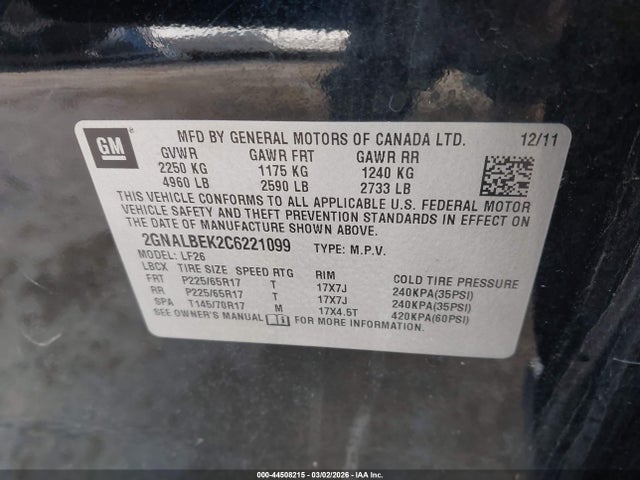 GM
MFD BY GENERAL MOTORS OF CANADA LTD. 12/11
GVWR GAWR FRT GAWR RR
2250 KG 1175 KG 1240 KG
4960 LB 2590 LB 2733 LB
THIS VEHICLE CONFORMS TO ALL APPLICABLE U.S. FEDERAL MOTOR
VEHICLE SAFETY AND THEFT PREVENTION STANDARDS IN EFFECT ON
THE DATE OF MANUFACTURE SHOWN ABOVE.
2GNALBEK2C6221099 TYPE: M.P.V.
MODEL: LF26
LBCX TIRE SIZE SPEED RTG RIM COLD TIRE PRESSURE
FRT P225/65R17 T 17X7J 240KPA(35PSI)
RR P225/65R17 T 17X7J 240KPA(35PSI)
SPA T145/70R17 M 17X4.5T 420KPA(60PSI)
SEE OWNER'S MANUAL FOR MORE INFORMATION.
000-44508215 - 03/02/2026 - IAA Inc.